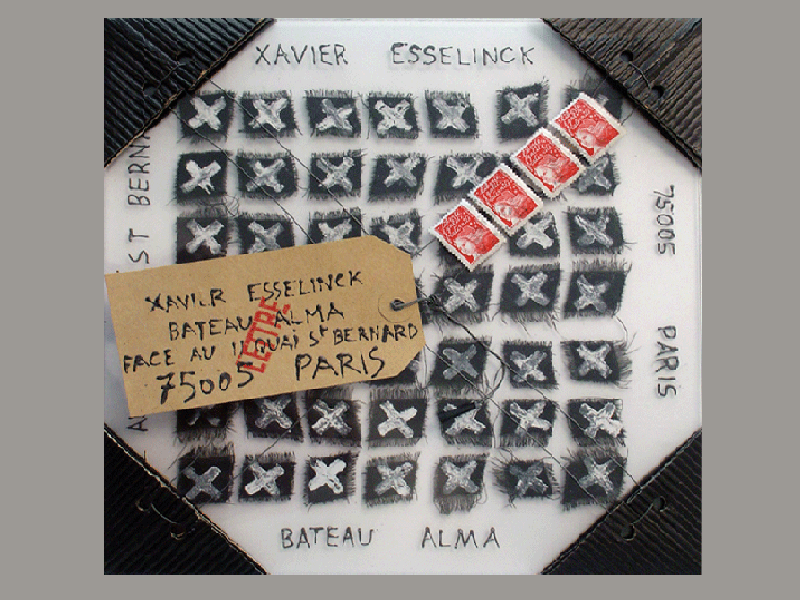 XAVIER ESSELINCK
ST BERNA
75005 PARIS
XAVIER ESSELINCK
BATEAU ALMA
FACE AU 11 QUAI St BERNARD
75005 PARIS
LETTRE
BATEAU ALMA